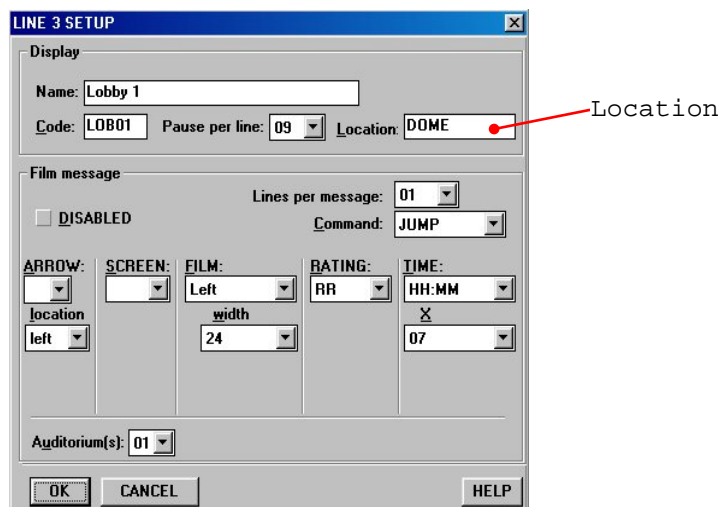 LINE 3 SETUP
Display
Name: Lobby 1
Code: LOB01 Pause per line: 09 Location: DOME
Location
Film message
Lines per message: 01
DISABLED
Command: JUMP
ARROW: SCREEN: FILM: RATING: TIME:
Left RR HH:MM
location width X
left 24 07
Auditorium(s): 01
OK CANCEL HELP